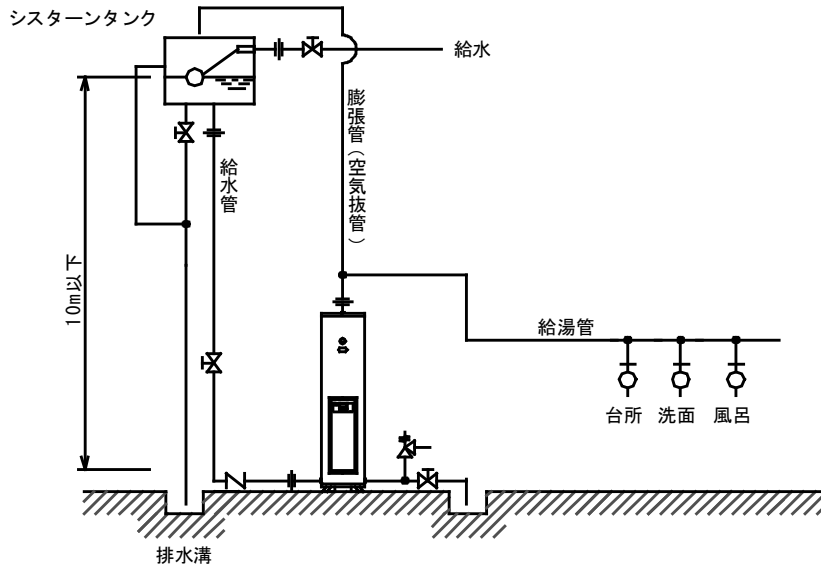 シスターンタンク
給水
膨張管（空気抜管）
給水管
10m以下
給湯管
台所
洗面
風呂
排水溝